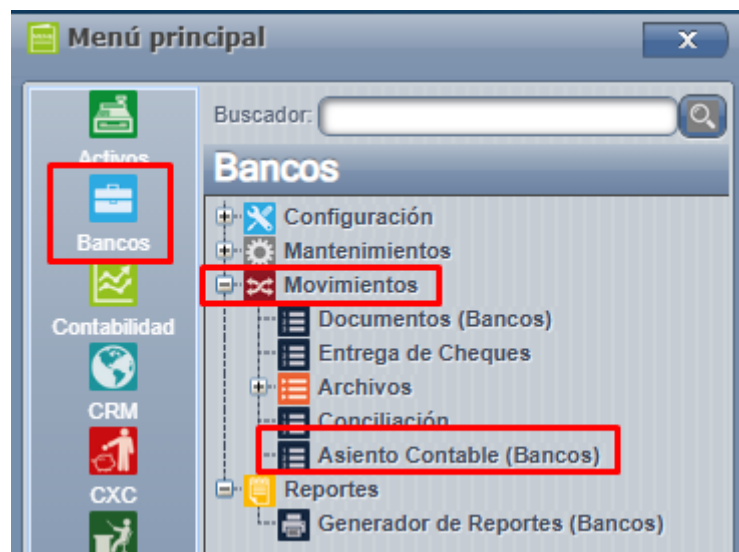 Menú principal
x
Buscador:
Activos
Bancos
Contabilidad
CRM
CXC
Bancos
Configuración
Mantenimientos
Movimientos
Documentos (Bancos)
Entrega de Cheques
Archivos
Conciliación
Asiento Contable (Bancos)
Reportes
Generador de Reportes (Bancos)